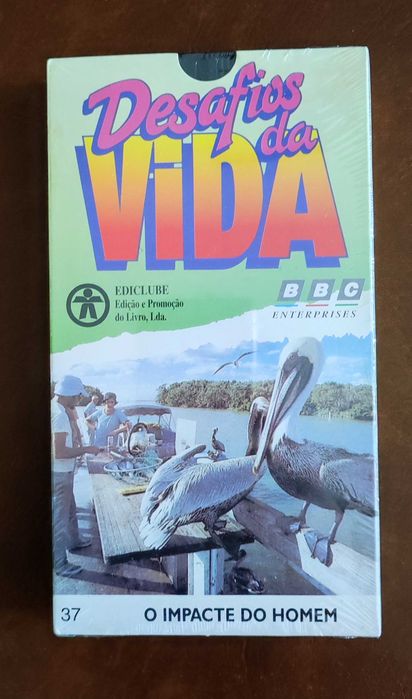 Desafios
da
ViDA
EDICLUBE
Edição e Promoção
do Livro, Lda.
BBC
ENTERPRISES
37
O IMPACTE DO HOMEM